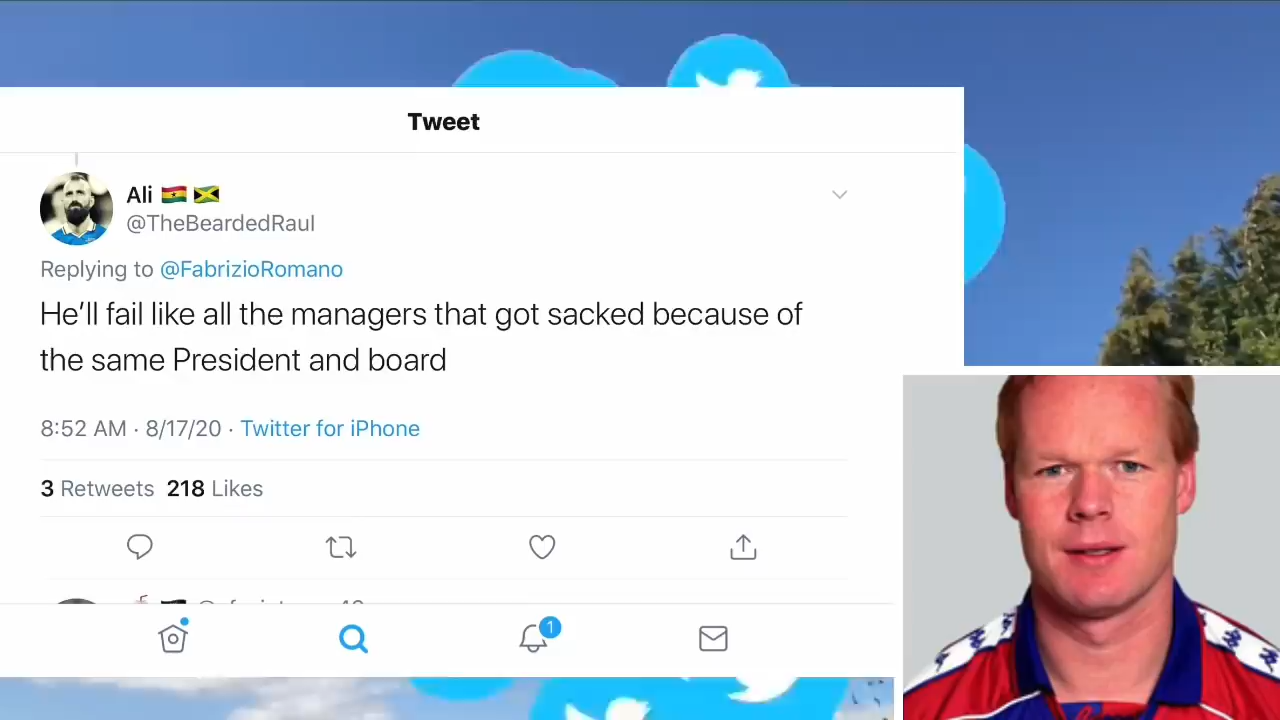 Tweet
Ali 🇬🇭 🇯🇲
@TheBeardedRaul
Replying to @FabrizioRomano
He’ll fail like all the managers that got sacked because of
the same President and board
8:52 AM · 8/17/20 · Twitter for iPhone
3 Retweets 218 Likes
1